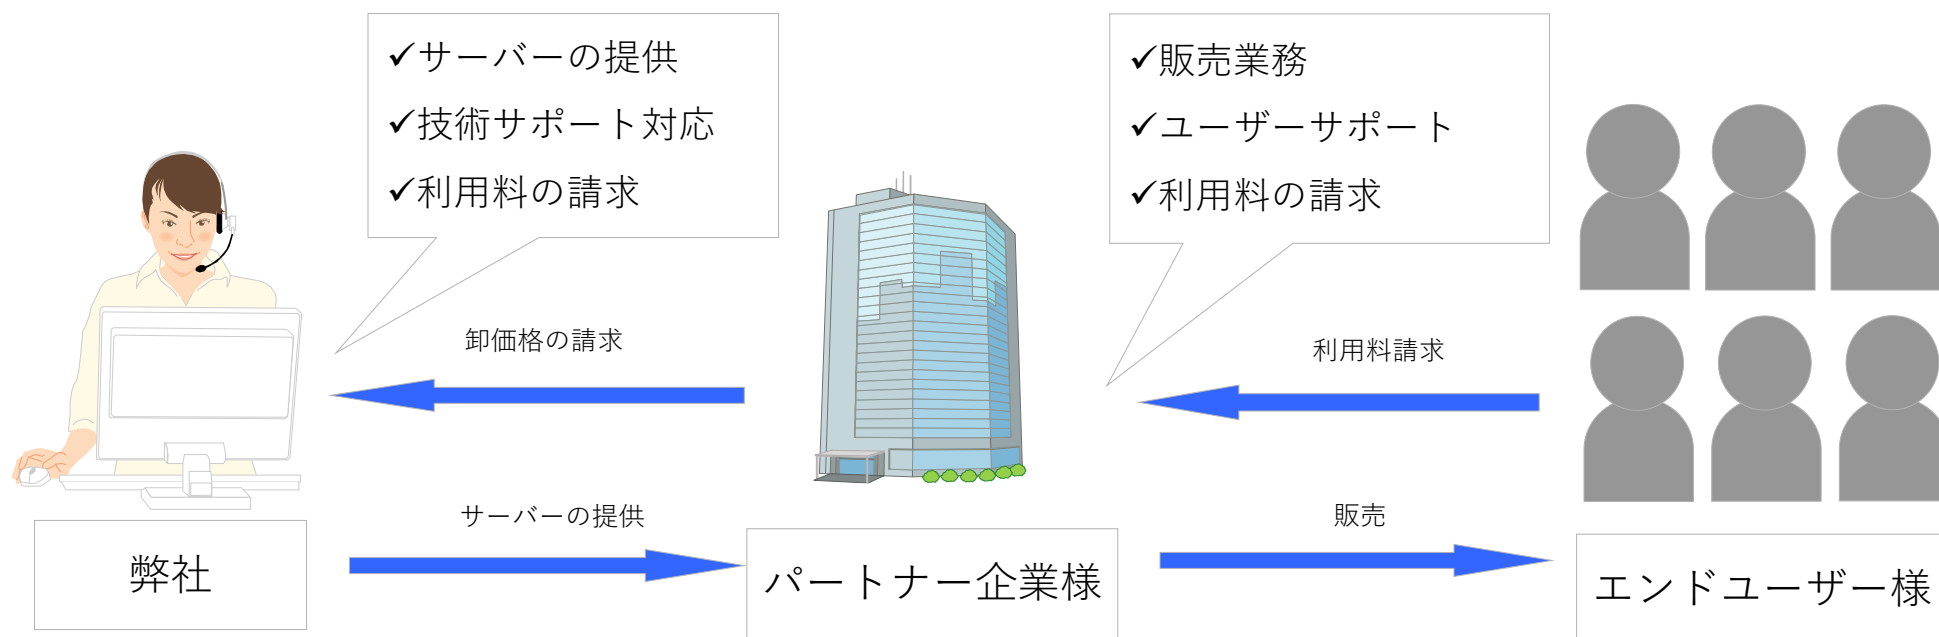 ✓サーバーの提供
✓技術サポート対応
✓利用料の請求
✓販売業務
✓ユーザーサポート
✓利用料の請求
卸価格の請求
利用料請求
サーバーの提供
販売
弊社
パートナー企業様
エンドユーザー様